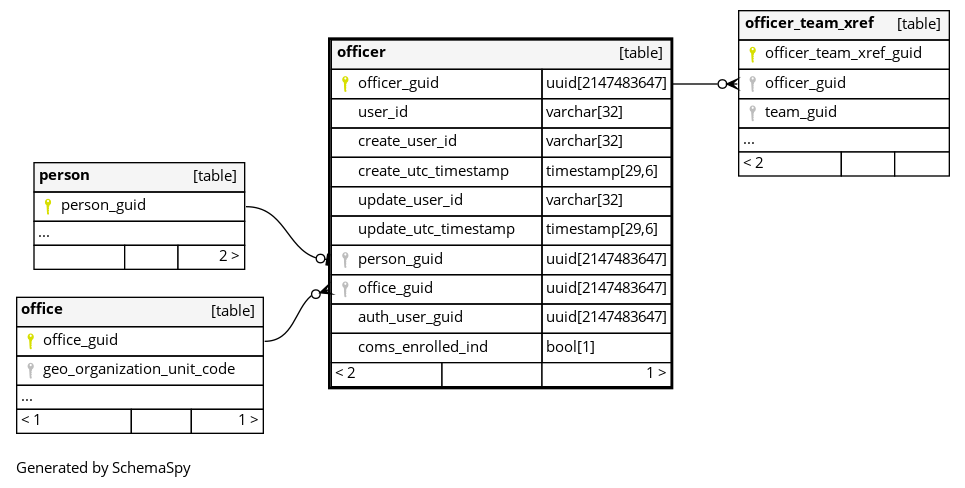 officer [table]
officer_guid uuid[2147483647]
user_id varchar[32]
create_user_id varchar[32]
create_utc_timestamp timestamp[29,6]
update_user_id varchar[32]
update_utc_timestamp timestamp[29,6]
person_guid uuid[2147483647]
office_guid uuid[2147483647]
auth_user_guid uuid[2147483647]
coms_enrolled_ind bool[1]
< 2 1 >
officer_team_xref [table]
officer_team_xref_guid
officer_guid
team_guid
...
< 2
person [table]
person_guid
...
2 >
office [table]
office_guid
geo_organization_unit_code
...
< 1 1 >
Generated by SchemaSpy